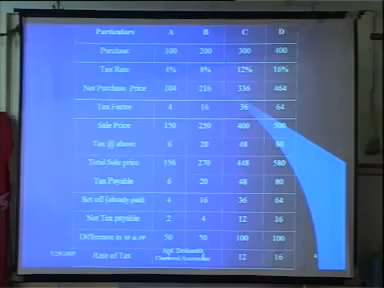 Particulars A B C D
Purchase 100 200 300 400
Tax Rate 4% 8% 12% 16%
Net Purchase Price 104 216 336 464
Tax Factor 4 16 36 64
Sale Price 150 250 400 500
Tax @ above 6 20 48 80
Total Sale price 156 270 448 580
Tax Payable 6 20 48 80
Set off (already paid) 4 16 36 64
Net Tax payable 2 4 12 16
Difference in 50 50 100 100
Rate of Tax 12 16
Chartered Accountants